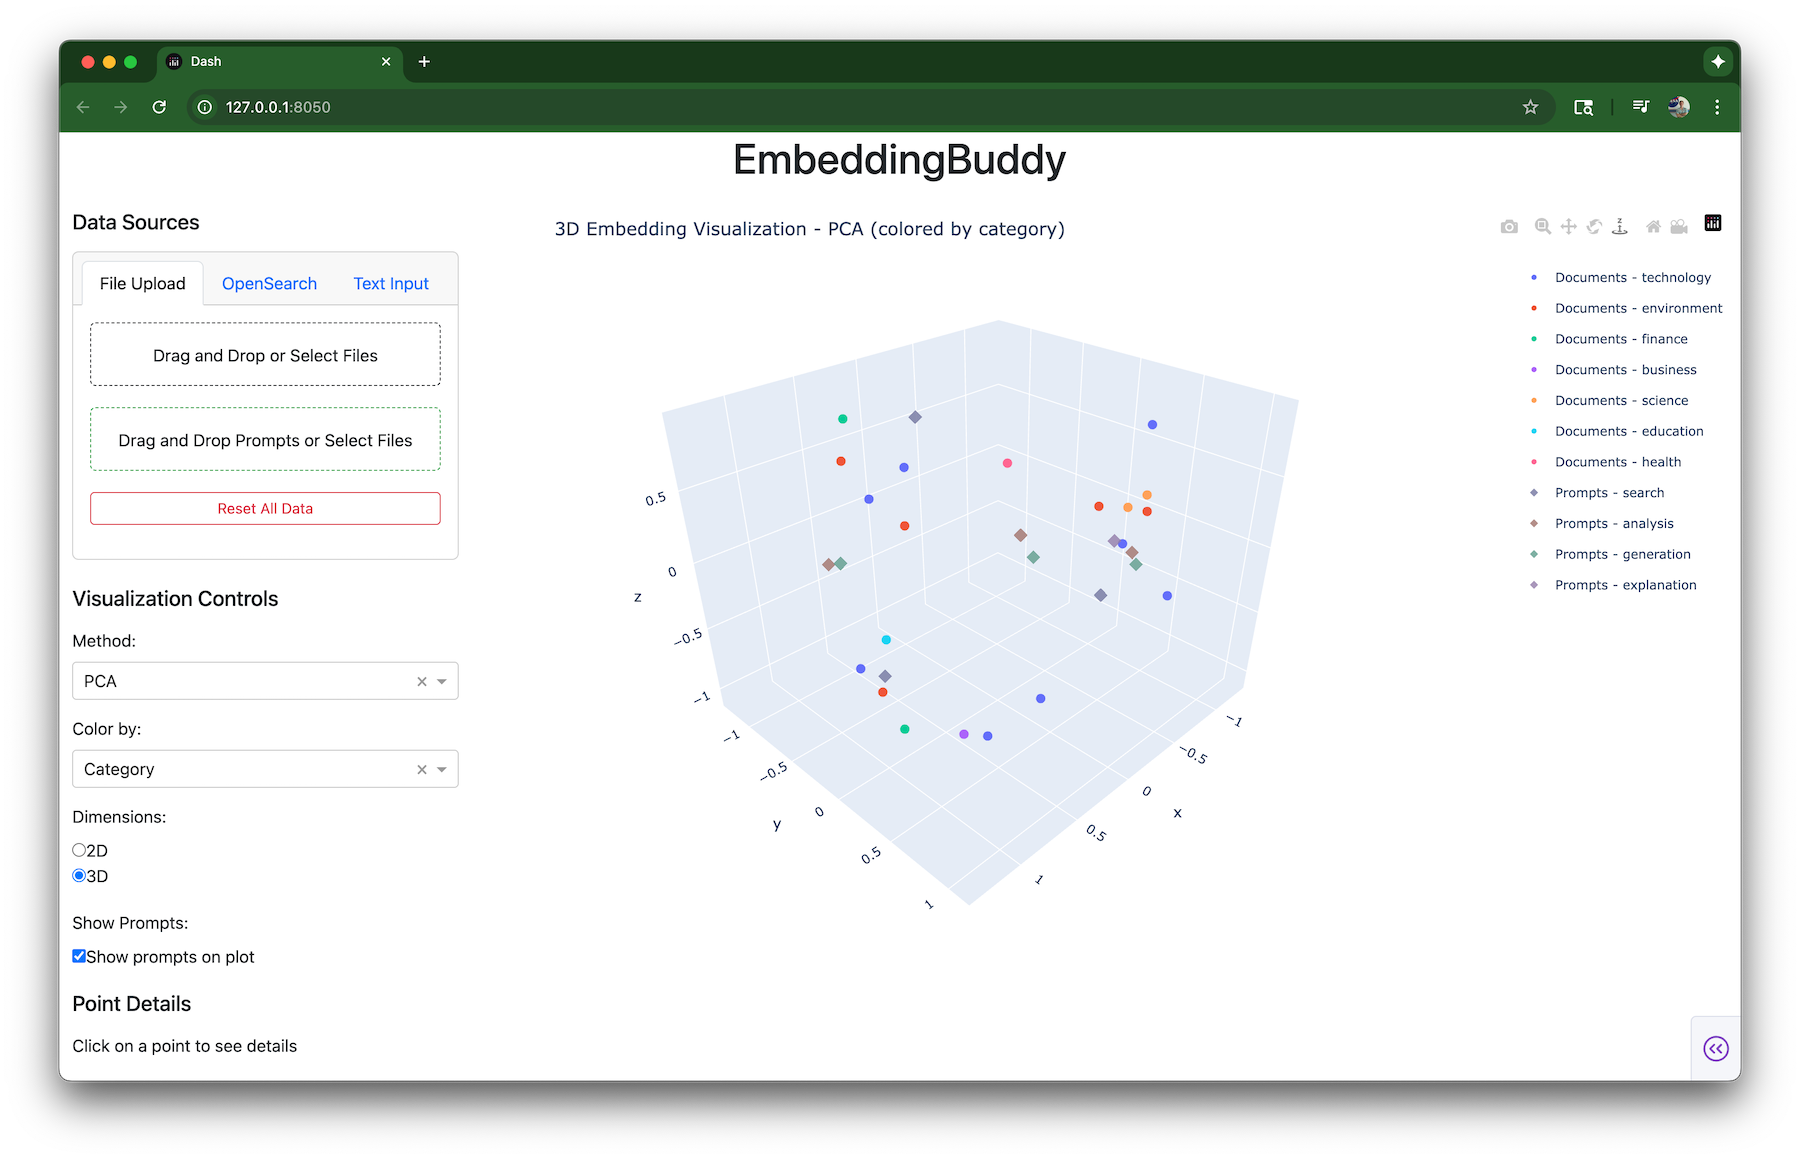 Dash
127.0.0.1:8050
EmbeddingBuddy
Data Sources
File Upload
OpenSearch
Text Input
Drag and Drop or Select Files
Drag and Drop Prompts or Select Files
Reset All Data
Visualization Controls
Method:
PCA
Color by:
Category
Dimensions:
2D
3D
Show Prompts:
Show prompts on plot
Point Details
Click on a point to see details
3D Embedding Visualization - PCA (colored by category)
z
0.5
0
−0.5
−1
−1
−0.5
0
0.5
1
y
−1
−0.5
0
0.5
1
x
z
Documents - technology
Documents - environment
Documents - finance
Documents - business
Documents - science
Documents - education
Documents - health
Prompts - search
Prompts - analysis
Prompts - generation
Prompts - explanation